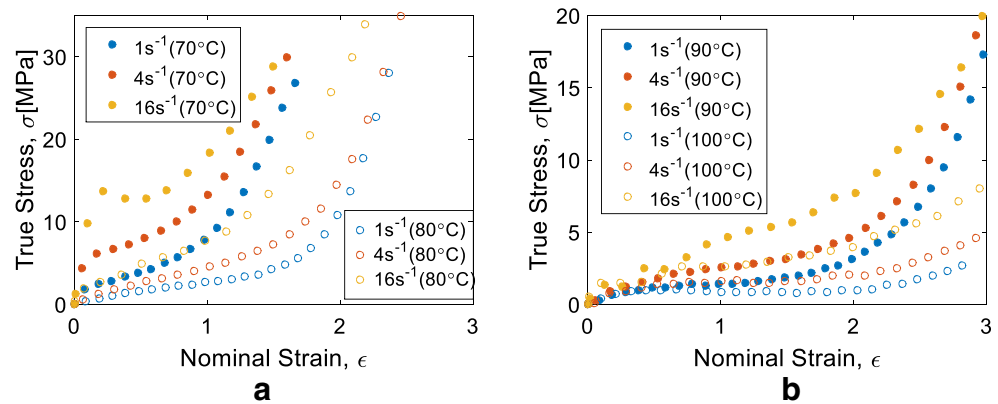 True Stress, σ[MPa]
30
20
10
0
1s⁻¹(70°C)
4s⁻¹(70°C)
16s⁻¹(70°C)
1s⁻¹(80°C)
4s⁻¹(80°C)
16s⁻¹(80°C)
0 1 2 3
Nominal Strain, ϵ
a
True Stress, σ[MPa]
20
15
10
5
0
1s⁻¹(90°C)
4s⁻¹(90°C)
16s⁻¹(90°C)
1s⁻¹(100°C)
4s⁻¹(100°C)
16s⁻¹(100°C)
0 1 2 3
Nominal Strain, ϵ
b